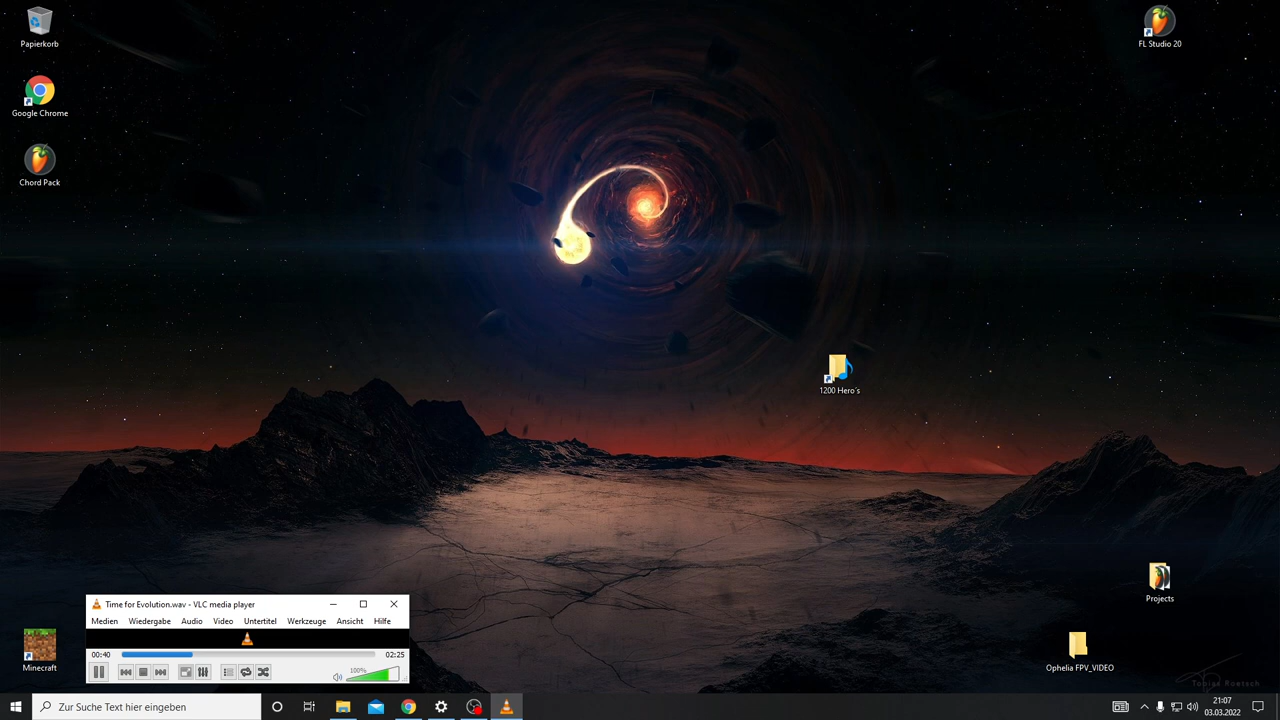 Papierkorb
FL Studio 20
Google Chrome
Chord Pack
1200 Hero's
Projects
Time for Evolution.wav - VLC media player
Medien Wiedergabe Audio Video Untertitel Werkzeuge Ansicht Hilfe
00:40 02:25
100%
Minecraft
Ophelia FPV_VIDEO
Tobias Roetsch
Zur Suche Text hier eingeben
21:07
03.03.2022